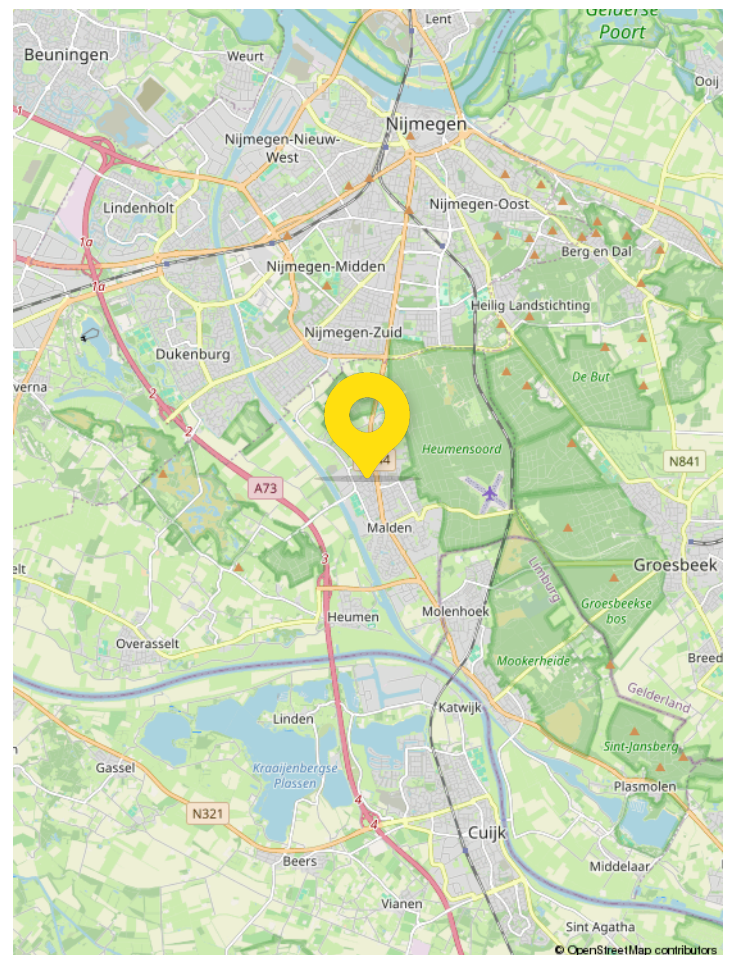 Lent
Gelderse
Poort
Beuningen
Weurt
Ooij
1
Nijmegen
Nijmegen-Nieuw-
West
Lindenholt
Nijmegen-Oost
1a
Berg en Dal
Nijmegen-Midden
1a
Heilig Landstichting
Nijmegen-Zuid
Dukenburg
De But
verna
2
2
Heumensoord
N841
A73
Malden
3
elt
Limburg
Groesbeek
Groesbeekse
bos
Heumen
Molenhoek
Overasselt
Breed
Mookerheide
Gelderland
Katwijk
Linden
Sint-Jansberg
Gassel
Kraaijenbergse
Plassen
Plasmolen
4
N321
4
Cuijk
Beers
Middelaar
Vianen
Sint Agatha
© OpenStreetMap contributors